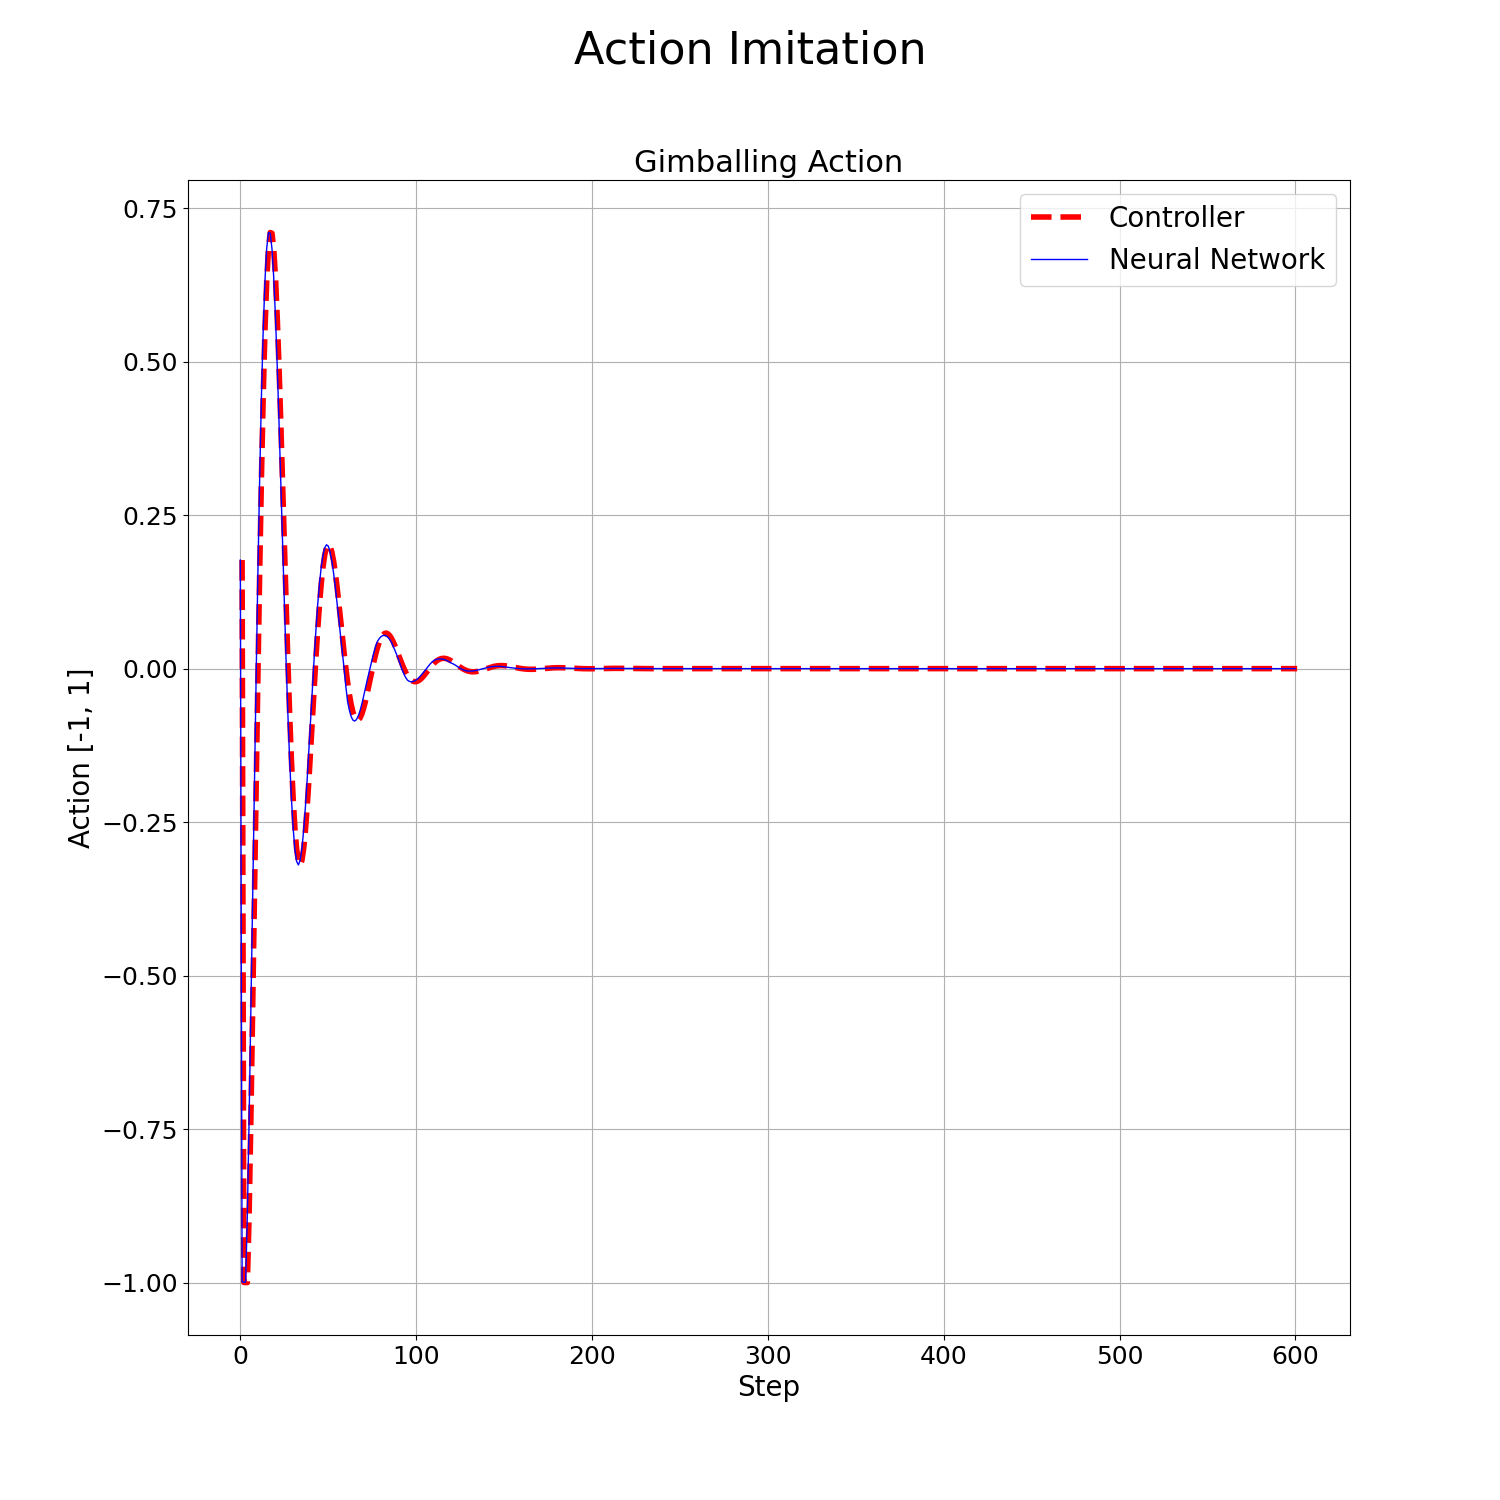 Action Imitation
Gimballing Action
Controller
Neural Network
0.75
0.50
0.25
0.00
−0.25
−0.50
−0.75
−1.00
Action [-1, 1]
0 100 200 300 400 500 600
Step